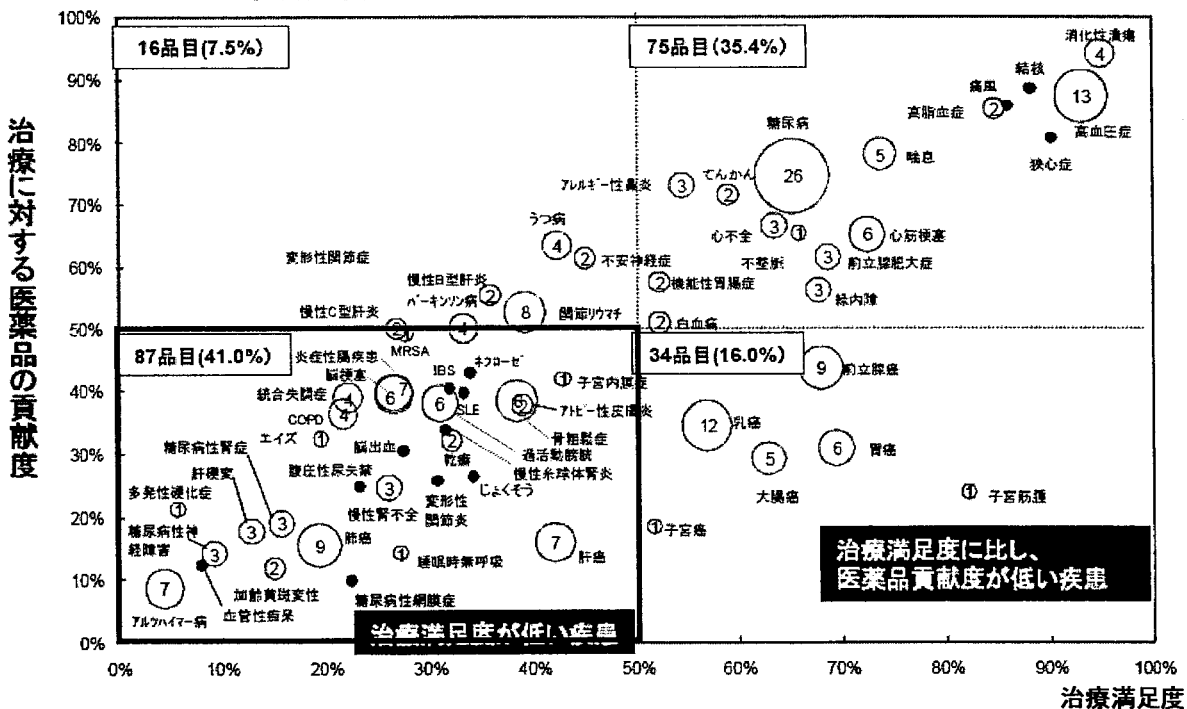 100%
90%
80%
70%
60%
50%
40%
30%
20%
10%
0%
治療に対する医薬品の貢献度
16品目(7.5%)
75品目(35.4%)
消化性潰瘍
4
結核
痛風
2
13
高脂血症
高血圧症
狭心症
糖尿病
26
5
喘息
アレルギー性鼻炎
3
てんかん
2
うつ病
4
3
心不全
1
不整脈
6
心筋梗塞
変形性関節症
2
不安神経症
3
前立腺肥大症
慢性B型肝炎
2
2
機能性胃腸症
3
緑内障
パーキンソン病
慢性C型肝炎
8
関節リウマチ
2
白血病
2
4
87品目(41.0%)
34品目(16.0%)
MRSA
炎症性腸疾患
脳梗塞
7
6
IBS
ネフローゼ
1
子宮内膜症
9
前立腺癌
統合失調症
4
COPD
4
6
SLE
6
2
アトピー性皮膚炎
骨粗鬆症
12
乳癌
エイズ
1
脳出血
2
乾癬
過活動膀胱
慢性糸球体腎炎
6
胃癌
5
大腸癌
糖尿病性腎症
肝硬変
腹圧性尿失禁
3
慢性腎不全
変形性
関節炎
じょくそう
1
子宮筋腫
多発性硬化症
1
3
3
1
子宮癌
糖尿病性神
経障害
3
9
肺癌
1
睡眠時無呼吸
7
肝癌
治療満足度に比し、
医薬品貢献度が低い疾患
7
アルツハイマー病
2
加齢黄斑変性
血管性痴呆
糖尿病性網膜症
治療満足度が低い疾患
0%
10%
20%
30%
40%
50%
60%
70%
80%
90%
100%
治療満足度